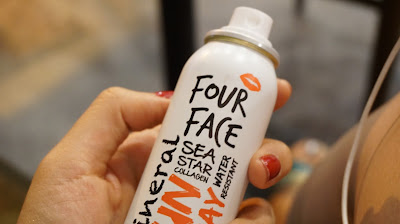 FOUR
FACE
SEA
STAR
COLLAGEN
WATER
RESISTANT